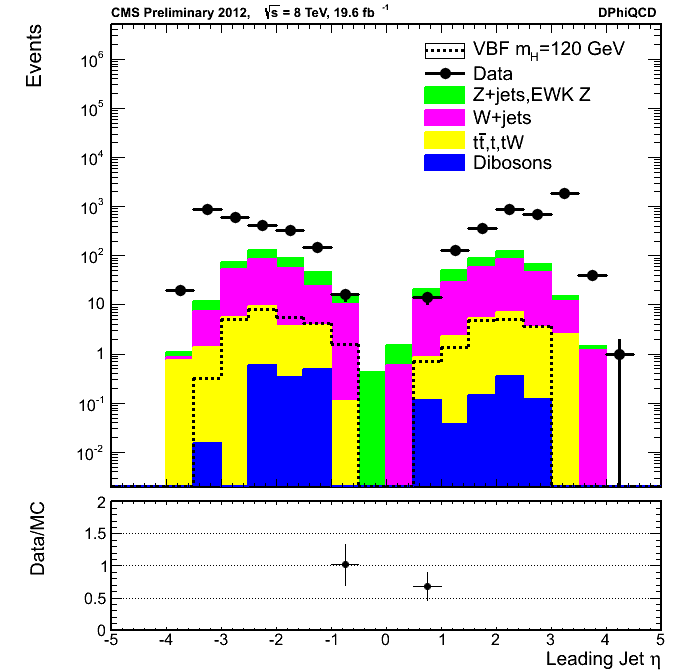 CMS Preliminary 2012, √s = 8 TeV, 19.6 fb⁻¹ DPhiQCD
Events
10⁶
10⁵
10⁴
10³
10²
10
1
10⁻¹
10⁻²
VBF m_H=120 GeV
Data
Z+jets,EWK Z
W+jets
tt̄,t,tW
Dibosons
Data/MC
2
1.5
1
0.5
0
-5 -4 -3 -2 -1 0 1 2 3 4 5
Leading Jet η